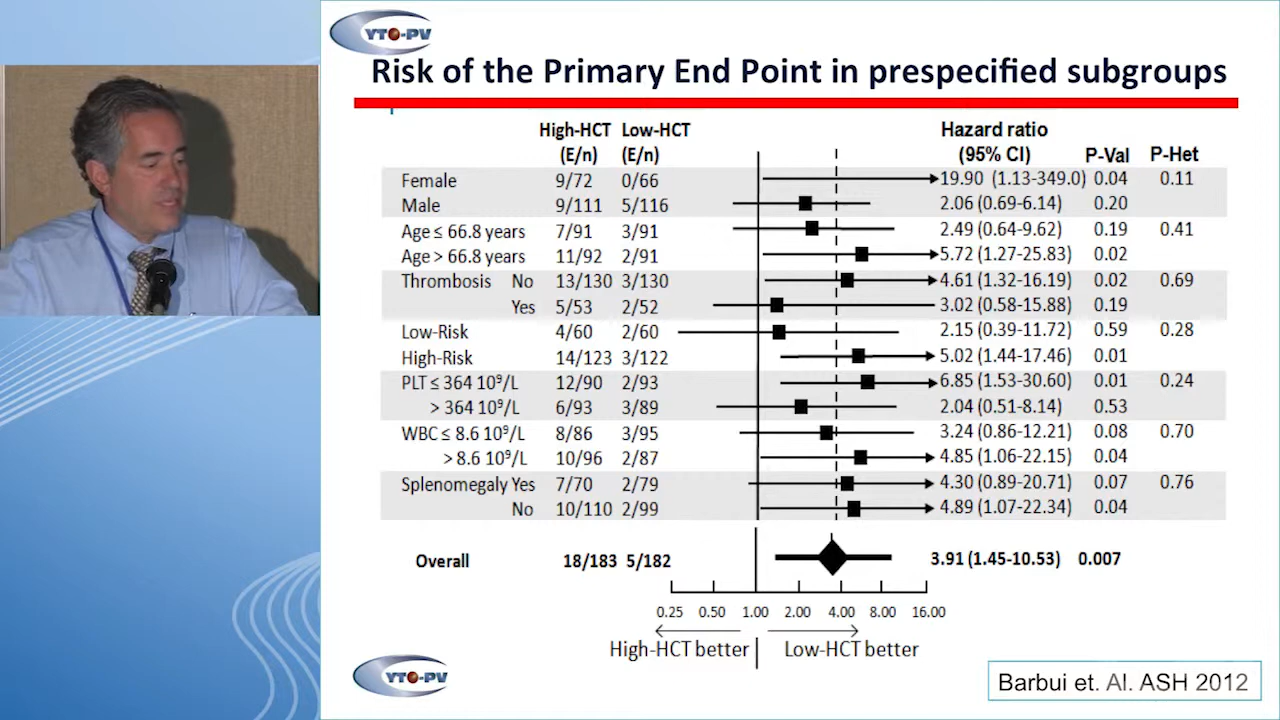 YTO-PV
Risk of the Primary End Point in prespecified subgroups
High-HCT Low-HCT Hazard ratio
(E/n) (E/n) (95% CI) P-Val P-Het
Female 9/72 0/66 19.90 (1.13-349.0) 0.04 0.11
Male 9/111 5/116 2.06 (0.69-6.14) 0.20
Age ≤ 66.8 years 7/91 3/91 2.49 (0.64-9.62) 0.19 0.41
Age > 66.8 years 11/92 2/91 5.72 (1.27-25.83) 0.02
Thrombosis No 13/130 3/130 4.61 (1.32-16.19) 0.02 0.69
Yes 5/53 2/52 3.02 (0.58-15.88) 0.19
Low-Risk 4/60 2/60 2.15 (0.39-11.72) 0.59 0.28
High-Risk 14/123 3/122 5.02 (1.44-17.46) 0.01
PLT ≤ 364 10⁹/L 12/90 2/93 6.85 (1.53-30.60) 0.01 0.24
> 364 10⁹/L 6/93 3/89 2.04 (0.51-8.14) 0.53
WBC ≤ 8.6 10⁹/L 8/86 3/95 3.24 (0.86-12.21) 0.08 0.70
> 8.6 10⁹/L 10/96 2/87 4.85 (1.06-22.15) 0.04
Splenomegaly Yes 7/70 2/79 4.30 (0.89-20.71) 0.07 0.76
No 10/110 2/99 4.89 (1.07-22.34) 0.04
Overall 18/183 5/182 3.91 (1.45-10.53) 0.007
0.25 0.50 1.00 2.00 4.00 8.00 16.00
High-HCT better Low-HCT better
YTO-PV
Barbui et. Al. ASH 2012